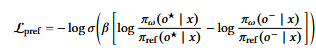 𝓛_pref = − log σ( β [ log π_ω(o* | x) / π_ref(o* | x) − log π_ω(o⁻ | x) / π_ref(o⁻ | x) ] )